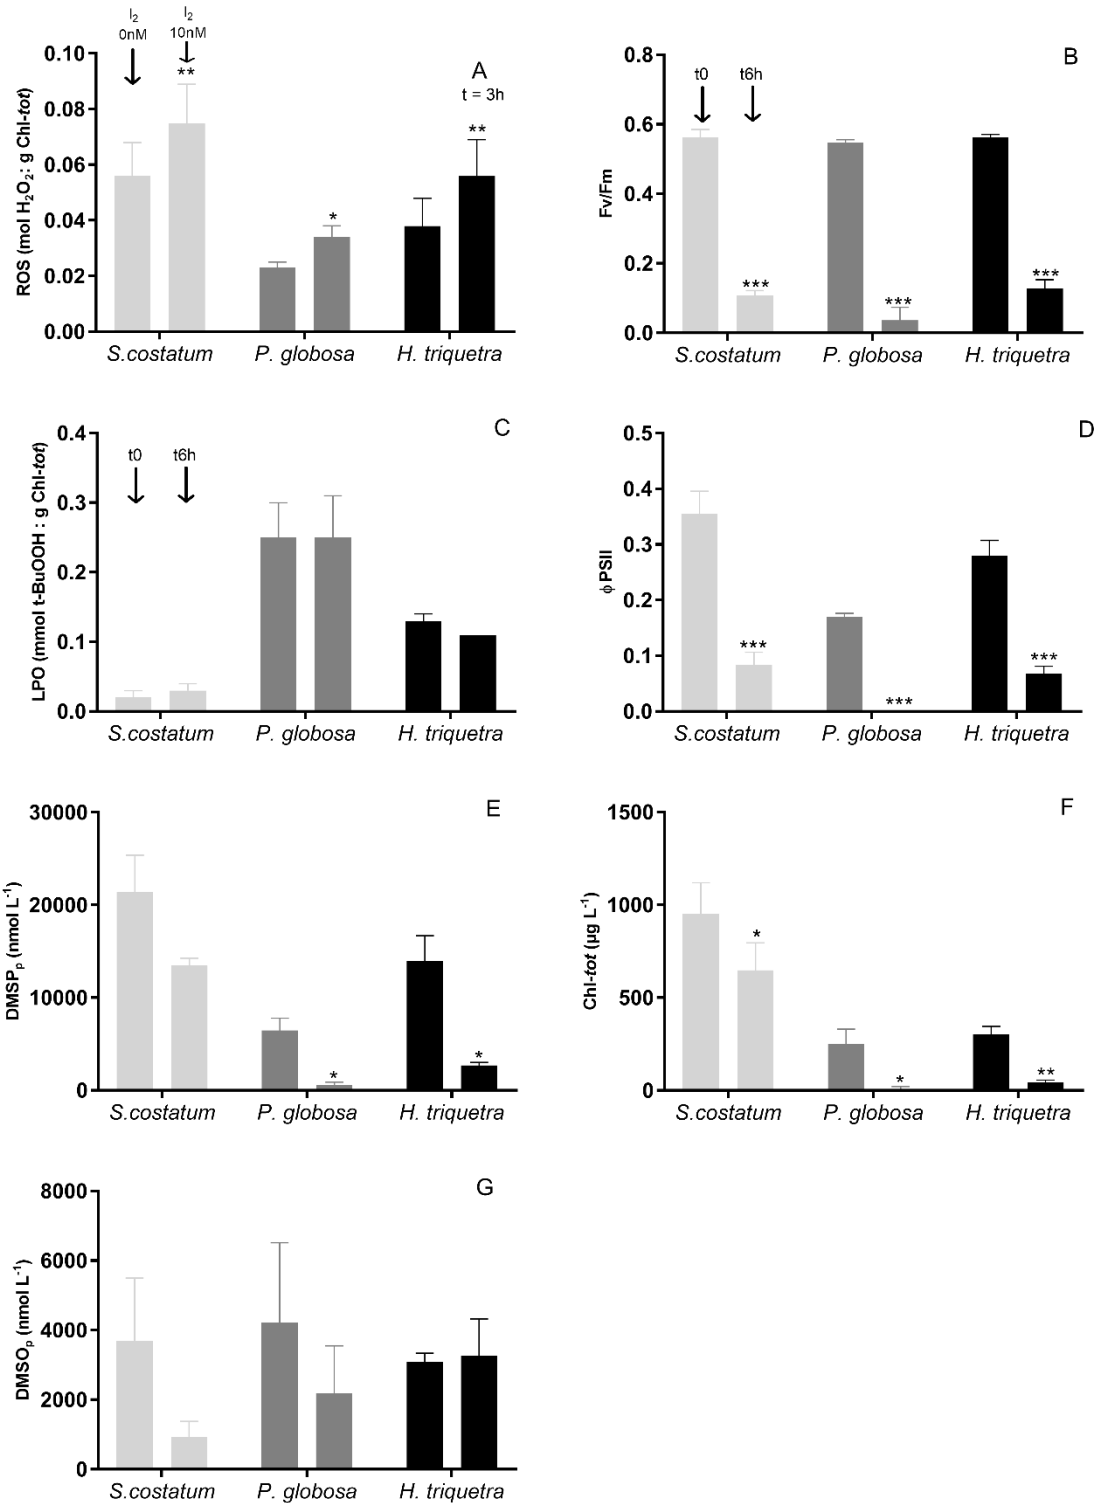 I₂
0nM
I₂
10nM
A
t = 3h
**
*
**
ROS (mol H₂O₂: g Chl-tot)
0.10
0.08
0.06
0.04
0.02
0.00
S.costatum P. globosa H. triquetra
B
t0 t6h
***
***
***
Fv/Fm
0.8
0.6
0.4
0.2
0.0
S.costatum P. globosa H. triquetra
C
t0 t6h
LPO (mmol t-BuOOH : g Chl-tot)
0.4
0.3
0.2
0.1
0.0
S.costatum P. globosa H. triquetra
D
***
***
***
ϕ PSII
0.5
0.4
0.3
0.2
0.1
0.0
S.costatum P. globosa H. triquetra
E
*
*
DMSPₚ (nmol L⁻¹)
30000
20000
10000
0
S.costatum P. globosa H. triquetra
F
*
*
**
Chl-tot (µg L⁻¹)
1500
1000
500
0
S.costatum P. globosa H. triquetra
G
DMSOₚ (nmol L⁻¹)
8000
6000
4000
2000
0
S.costatum P. globosa H. triquetra